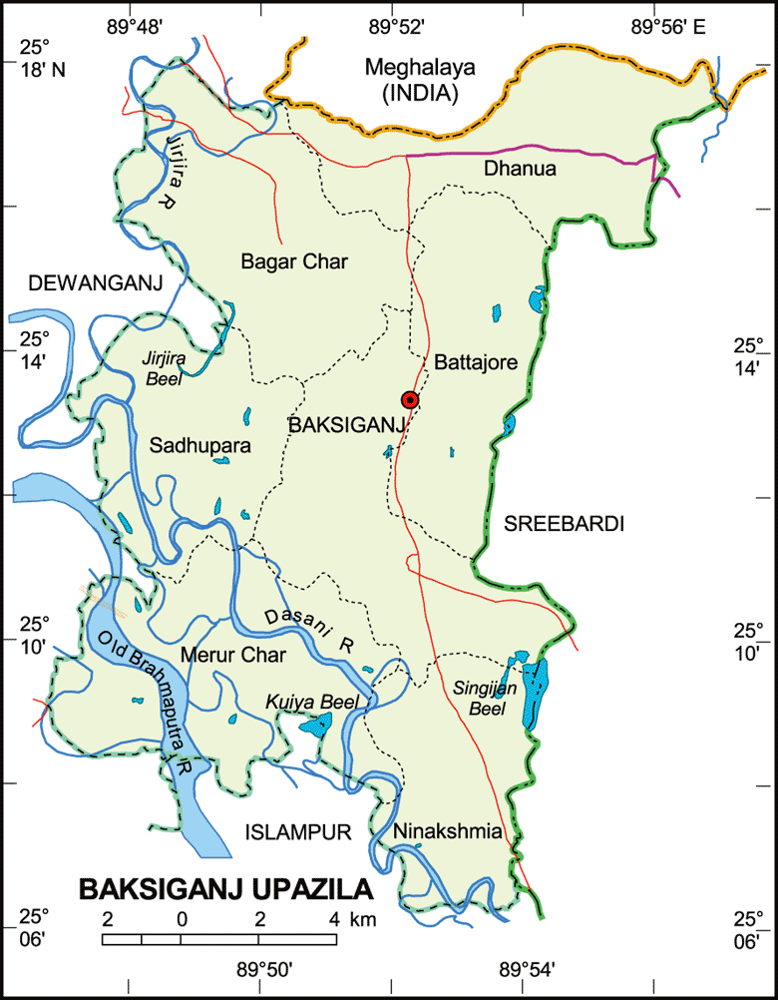 89°48'
89°52'
89°56' E
25°
18' N
Meghalaya
(INDIA)
Dhanua
Jirjira R
Bagar Char
DEWANGANJ
25°
14'
25°
14'
Jirjira
Beel
Battajore
BAKSIGANJ
Sadhupara
SREEBARDI
Dasani R
25°
10'
25°
10'
Old Brahmaputra R
Merur Char
Singijan
Beel
Kuiya Beel
ISLAMPUR
Ninakshmia
BAKSIGANJ UPAZILA
2 0 2 4 km
25°
06'
25°
06'
89°50'
89°54'